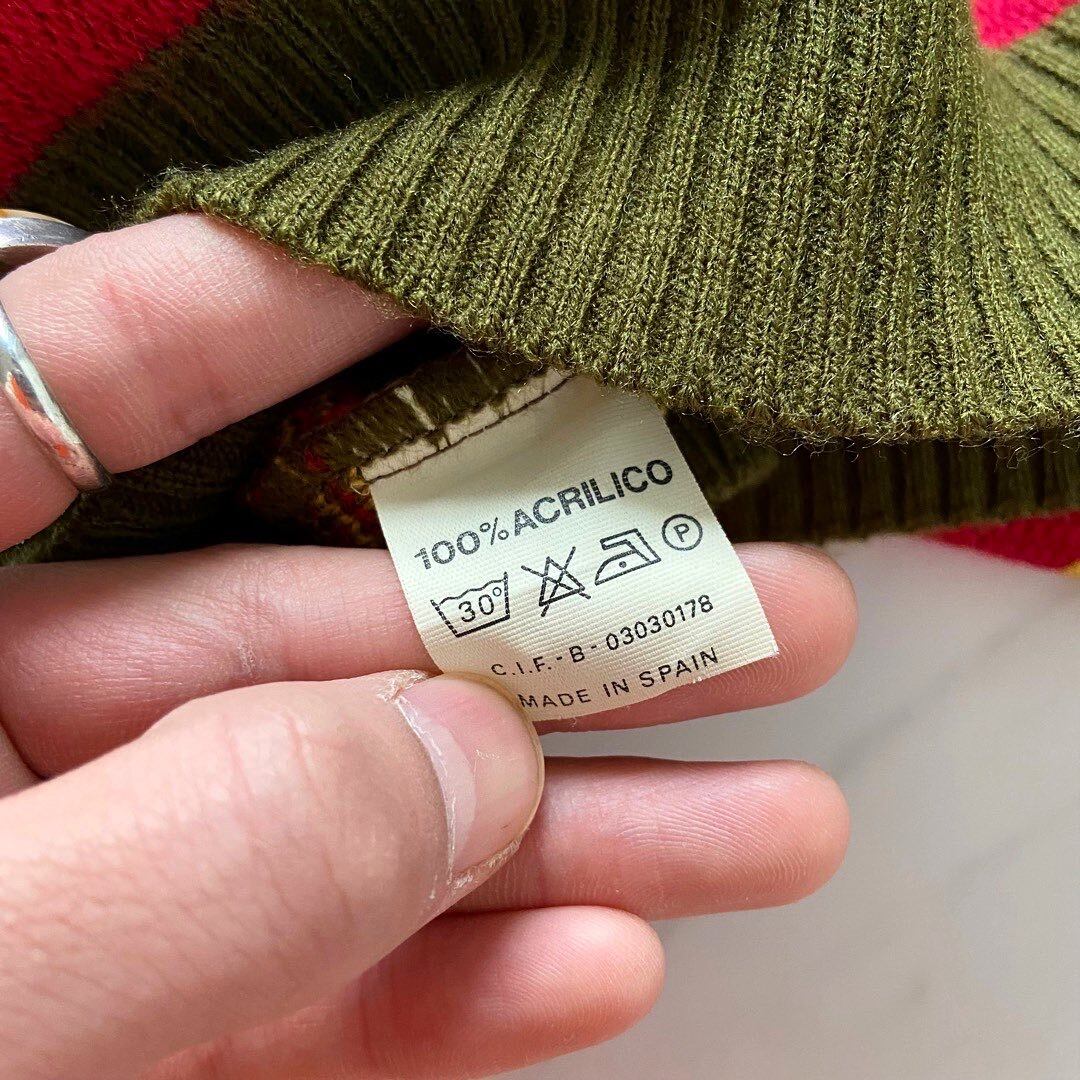 100% ACRILICO
30° P
C.I.F.-B-03030178
MADE IN SPAIN